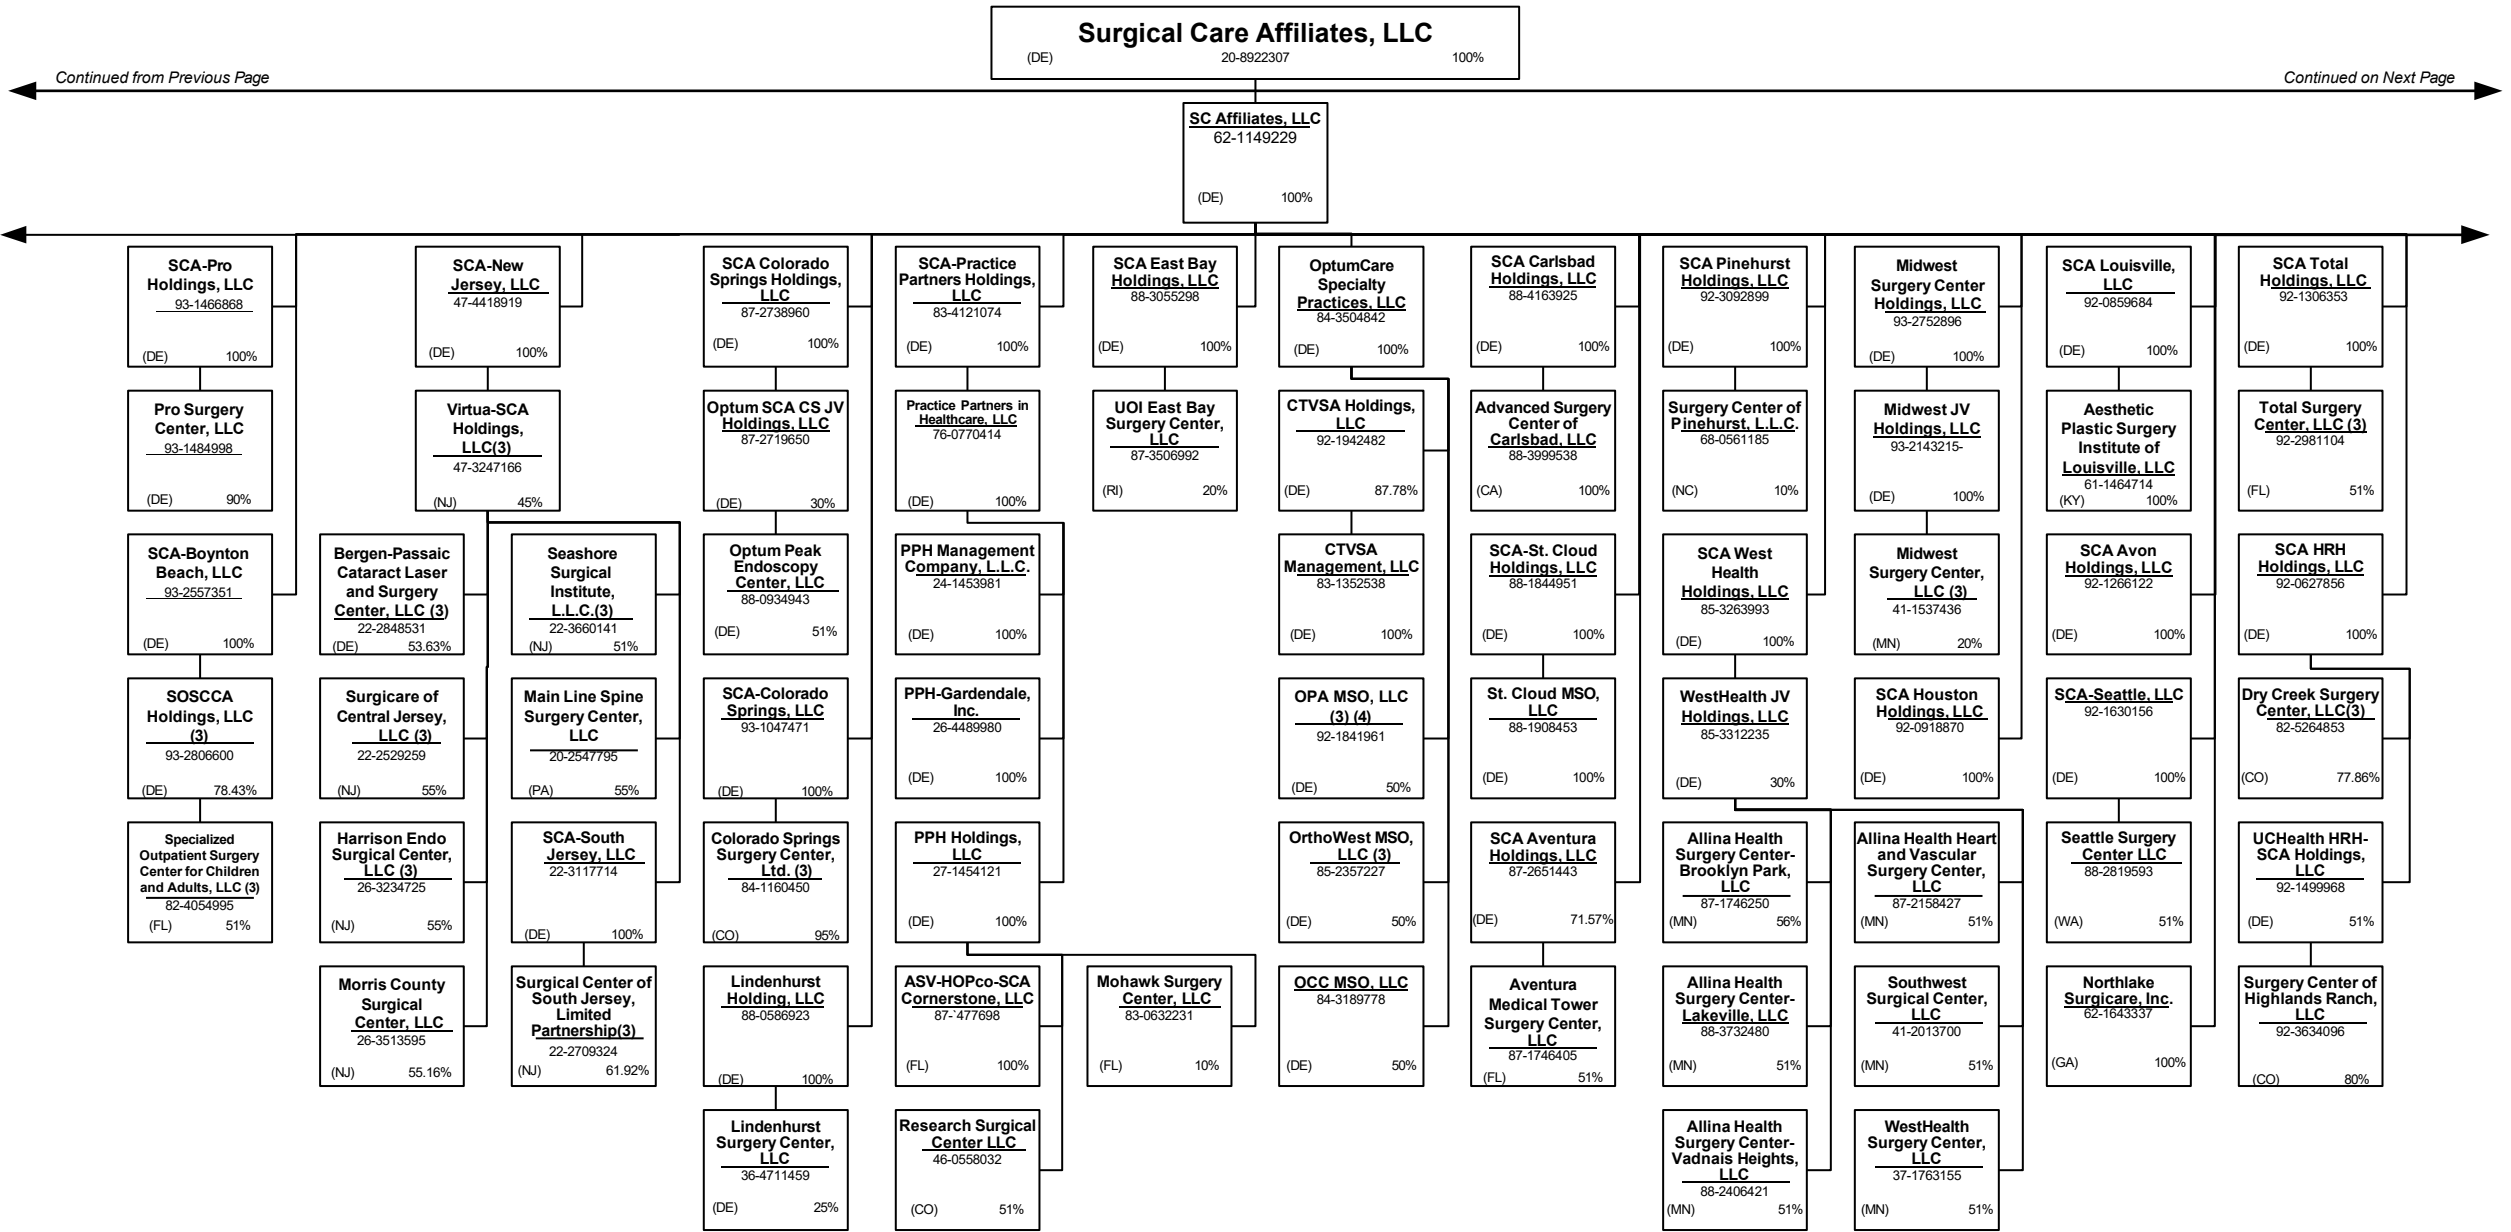 Surgical Care Affiliates, LLC
(DE) 20-8922307 100%
Continued from Previous Page
Continued on Next Page
SC Affiliates, LLC
62-1149229
(DE) 100%
SCA-Pro
Holdings, LLC
93-1466868
(DE) 100%
SCA-New
Jersey, LLC
47-4418919
(DE) 100%
SCA Colorado
Springs Holdings,
LLC
87-2738960
(DE) 100%
SCA-Practice
Partners Holdings,
LLC
83-4121074
(DE) 100%
SCA East Bay
Holdings, LLC
88-3055298
(DE) 100%
OptumCare
Specialty
Practices, LLC
84-3504842
(DE) 100%
SCA Carlsbad
Holdings, LLC
88-4163925
(DE) 100%
SCA Pinehurst
Holdings, LLC
92-3092899
(DE) 100%
Midwest
Surgery Center
Holdings, LLC
93-2752896
(DE) 100%
SCA Louisville,
LLC
92-0859684
(DE) 100%
SCA Total
Holdings, LLC
92-1306353
(DE) 100%
Pro Surgery
Center, LLC
93-1484998
(DE) 90%
Virtua-SCA
Holdings,
LLC(3)
47-3247166
(NJ) 45%
Optum SCA CS JV
Holdings, LLC
87-2719650
(DE) 30%
Practice Partners in
Healthcare, LLC
76-0770414
(DE) 100%
UOI East Bay
Surgery Center,
LLC
87-3506992
(RI) 20%
CTVSA Holdings,
LLC
92-1942482
(DE) 87.78%
Advanced Surgery
Center of
Carlsbad, LLC
88-3999538
(CA) 100%
Surgery Center of
Pinehurst, L.L.C.
68-0561185
(NC) 10%
Midwest JV
Holdings, LLC
93-2143215-
(DE) 100%
Aesthetic
Plastic Surgery
Institute of
Louisville, LLC
61-1464714
(KY) 100%
Total Surgery
Center, LLC (3)
92-2981104
(FL) 51%
SCA-Boynton
Beach, LLC
93-2557351
(DE) 100%
Bergen-Passaic
Cataract Laser
and Surgery
Center, LLC (3)
22-2848531
(DE) 53.63%
Seashore
Surgical
Institute,
L.L.C.(3)
22-3660141
(NJ) 51%
Optum Peak
Endoscopy
Center, LLC
88-0934943
(DE) 51%
PPH Management
Company, L.L.C.
24-1453981
(DE) 100%
CTVSA
Management, LLC
83-1352538
(DE) 100%
SCA-St. Cloud
Holdings, LLC
88-1844951
(DE) 100%
SCA West
Health
Holdings, LLC
85-3263993
(DE) 100%
Midwest
Surgery Center,
LLC (3)
41-1537436
(MN) 20%
SCA Avon
Holdings, LLC
92-1266122
(DE) 100%
SCA HRH
Holdings, LLC
92-0627856
(DE) 100%
SOSCCA
Holdings, LLC
(3)
93-2806600
(DE) 78.43%
Surgicare of
Central Jersey,
LLC (3)
22-2529259
(NJ) 55%
Main Line Spine
Surgery Center,
LLC
20-2547795
(PA) 55%
SCA-Colorado
Springs, LLC
93-1047471
(DE) 100%
PPH-Gardendale,
Inc.
26-4489980
(DE) 100%
OPA MSO, LLC
(3) (4)
92-1841961
(DE) 50%
St. Cloud MSO,
LLC
88-1908453
(DE) 100%
WestHealth JV
Holdings, LLC
85-3312235
(DE) 30%
SCA Houston
Holdings, LLC
92-0918870
(DE) 100%
SCA-Seattle, LLC
92-1630156
(DE) 100%
Dry Creek Surgery
Center, LLC(3)
82-5264853
(CO) 77.86%
Specialized
Outpatient Surgery
Center for Children
and Adults, LLC (3)
82-4054995
(FL) 51%
Harrison Endo
Surgical Center,
LLC (3)
26-3234725
(NJ) 55%
SCA-South
Jersey, LLC
22-3117714
(DE) 100%
Colorado Springs
Surgery Center,
Ltd. (3)
84-1160450
(CO) 95%
PPH Holdings,
LLC
27-1454121
(DE) 100%
OrthoWest MSO,
LLC (3)
85-2357227
(DE) 50%
SCA Aventura
Holdings, LLC
87-2651443
(DE) 71.57%
Allina Health
Surgery Center-
Brooklyn Park,
LLC
87-1746250
(MN) 56%
Allina Health Heart
and Vascular
Surgery Center,
LLC
87-2158427
(MN) 51%
Seattle Surgery
Center LLC
88-2819593
(WA) 51%
UCHealth HRH-
SCA Holdings,
LLC
92-1499968
(DE) 51%
Morris County
Surgical
Center, LLC
26-3513595
(NJ) 55.16%
Surgical Center of
South Jersey,
Limited
Partnership(3)
22-2709324
(NJ) 61.92%
Lindenhurst
Holding, LLC
88-0586923
(DE) 100%
ASV-HOPco-SCA
Cornerstone, LLC
87-`477698
(FL) 100%
Mohawk Surgery
Center, LLC
83-0632231
(FL) 10%
OCC MSO, LLC
84-3189778
(DE) 50%
Aventura
Medical Tower
Surgery Center,
LLC
87-1746405
(FL) 51%
Allina Health
Surgery Center-
Lakeville, LLC
88-3732480
(MN) 51%
Southwest
Surgical Center,
LLC
41-2013700
(MN) 51%
Northlake
Surgicare, Inc.
62-1643337
(GA) 100%
Surgery Center of
Highlands Ranch,
LLC
92-3634096
(CO) 80%
Lindenhurst
Surgery Center,
LLC
36-4711459
(DE) 25%
Research Surgical
Center LLC
46-0558032
(CO) 51%
Allina Health
Surgery Center-
Vadnais Heights,
LLC
88-2406421
(MN) 51%
WestHealth
Surgery Center,
LLC
37-1763155
(MN) 51%